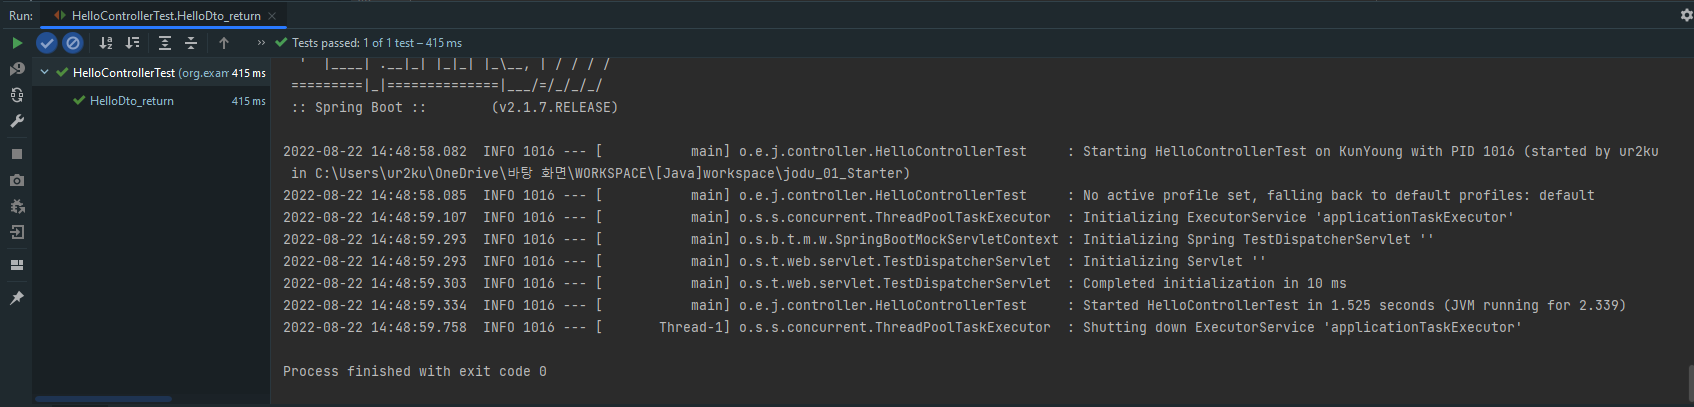 Run: HelloControllerTest.HelloDto_return ×
» Tests passed: 1 of 1 test – 415 ms
HelloControllerTest (org.exam 415 ms
HelloDto_return 415 ms
'  |____| .__|_| |_|_| |_\__, | / / / /
=========|_|==============|___/=/_/_/_/
:: Spring Boot ::        (v2.1.7.RELEASE)
2022-08-22 14:48:58.082  INFO 1016 --- [           main] o.e.j.controller.HelloControllerTest     : Starting HelloControllerTest on KunYoung with PID 1016 (started by ur2ku
in C:\Users\ur2ku\OneDrive\바탕 화면\WORKSPACE\[Java]workspace\jodu_01_Starter)
2022-08-22 14:48:58.085  INFO 1016 --- [           main] o.e.j.controller.HelloControllerTest     : No active profile set, falling back to default profiles: default
2022-08-22 14:48:59.107  INFO 1016 --- [           main] o.s.s.concurrent.ThreadPoolTaskExecutor  : Initializing ExecutorService 'applicationTaskExecutor'
2022-08-22 14:48:59.293  INFO 1016 --- [           main] o.s.b.t.m.w.SpringBootMockServletContext : Initializing Spring TestDispatcherServlet ''
2022-08-22 14:48:59.293  INFO 1016 --- [           main] o.s.t.web.servlet.TestDispatcherServlet  : Initializing Servlet ''
2022-08-22 14:48:59.303  INFO 1016 --- [           main] o.s.t.web.servlet.TestDispatcherServlet  : Completed initialization in 10 ms
2022-08-22 14:48:59.334  INFO 1016 --- [           main] o.e.j.controller.HelloControllerTest     : Started HelloControllerTest in 1.525 seconds (JVM running for 2.339)
2022-08-22 14:48:59.758  INFO 1016 --- [       Thread-1] o.s.s.concurrent.ThreadPoolTaskExecutor  : Shutting down ExecutorService 'applicationTaskExecutor'
Process finished with exit code 0